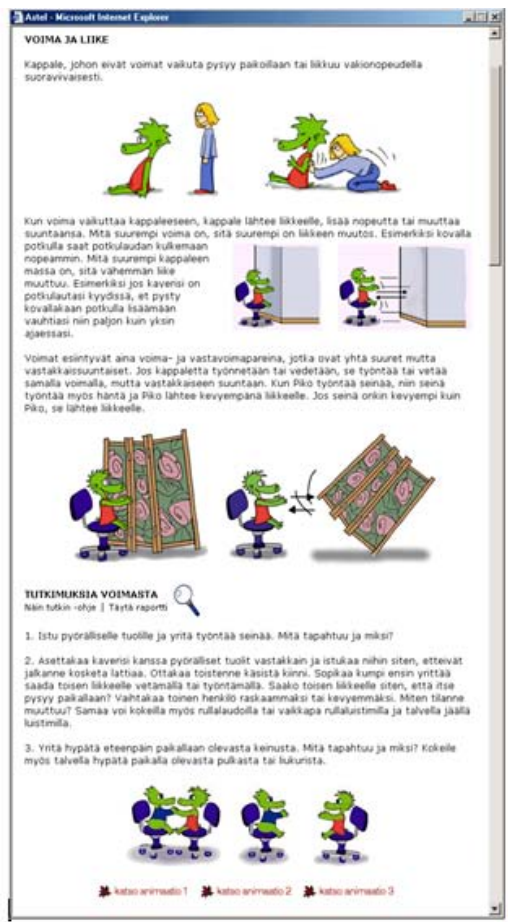 Astel - Microsoft Internet Explorer
VOIMA JA LIIKE
Kappale, johon eivät voimat vaikuta pysyy paikoillaan tai liikkuu vakionopeudella
suoraviivaisesti.
Kun voima vaikuttaa kappaleeseen, kappale lähtee liikkeelle, lisää nopeutta tai muuttaa
suuntaansa. Mitä suurempi voima on, sitä suurempi on liikkeen muutos. Esimerkiksi kovalla
potkulla saat potkulaudan kulkemaan
nopeammin. Mitä suurempi kappaleen
massa on, sitä vähemmän liike
muuttuu. Esimerkiksi jos kaverisi on
potkulautasi kyydissä, et pysty
kovallakaan potkulla lisäämään
vauhtiasi niin paljon kuin yksin
ajaessasi.
Voimat esiintyvät aina voima- ja vastavoimapareina, jotka ovat yhtä suuret mutta
vastakkaissuuntaiset. Jos kappaletta työnnetään tai vedetään, se työntää tai vetää
samalla voimalla, mutta vastakkaiseen suuntaan. Kun Piko työntää seinää, niin seinä
työntää myös häntä ja Piko lähtee kevyempänä liikkeelle. Jos seinä onkin kevyempi kuin
Piko, se lähtee liikkeelle.
TUTKIMUKSIA VOIMASTA
Näin tutkin -ohje | Täytä raportti
1. Istu pyörälliselle tuolille ja yritä työntää seinää. Mitä tapahtuu ja miksi?
2. Asettakaa kaverisi kanssa pyörälliset tuolit vastakkain ja istukaa niihin siten, etteivät
jalkanne kosketa lattiaa. Ottakaa toistenne käsistä kiinni. Sopikaa kumpi ensin yrittää
saada toisen liikkeelle vetämällä tai työntämällä. Saako toisen liikkeelle siten, että itse
pysyy paikallaan? Vaihtakaa toinen henkilö raskaammaksi tai kevyemmäksi. Miten tilanne
muuttuu? Samaa voi kokeilla myös rullalaudoilla tai vaikkapa rullaluistimilla ja talvella jäällä
luistimilla.
3. Yritä hypätä eteenpäin paikallaan olevasta keinusta. Mitä tapahtuu ja miksi? Kokeile
myös talvella hypätä paikalla olevasta pulkasta tai liukurista.
katso animaatio 1 katso animaatio 2 katso animaatio 3